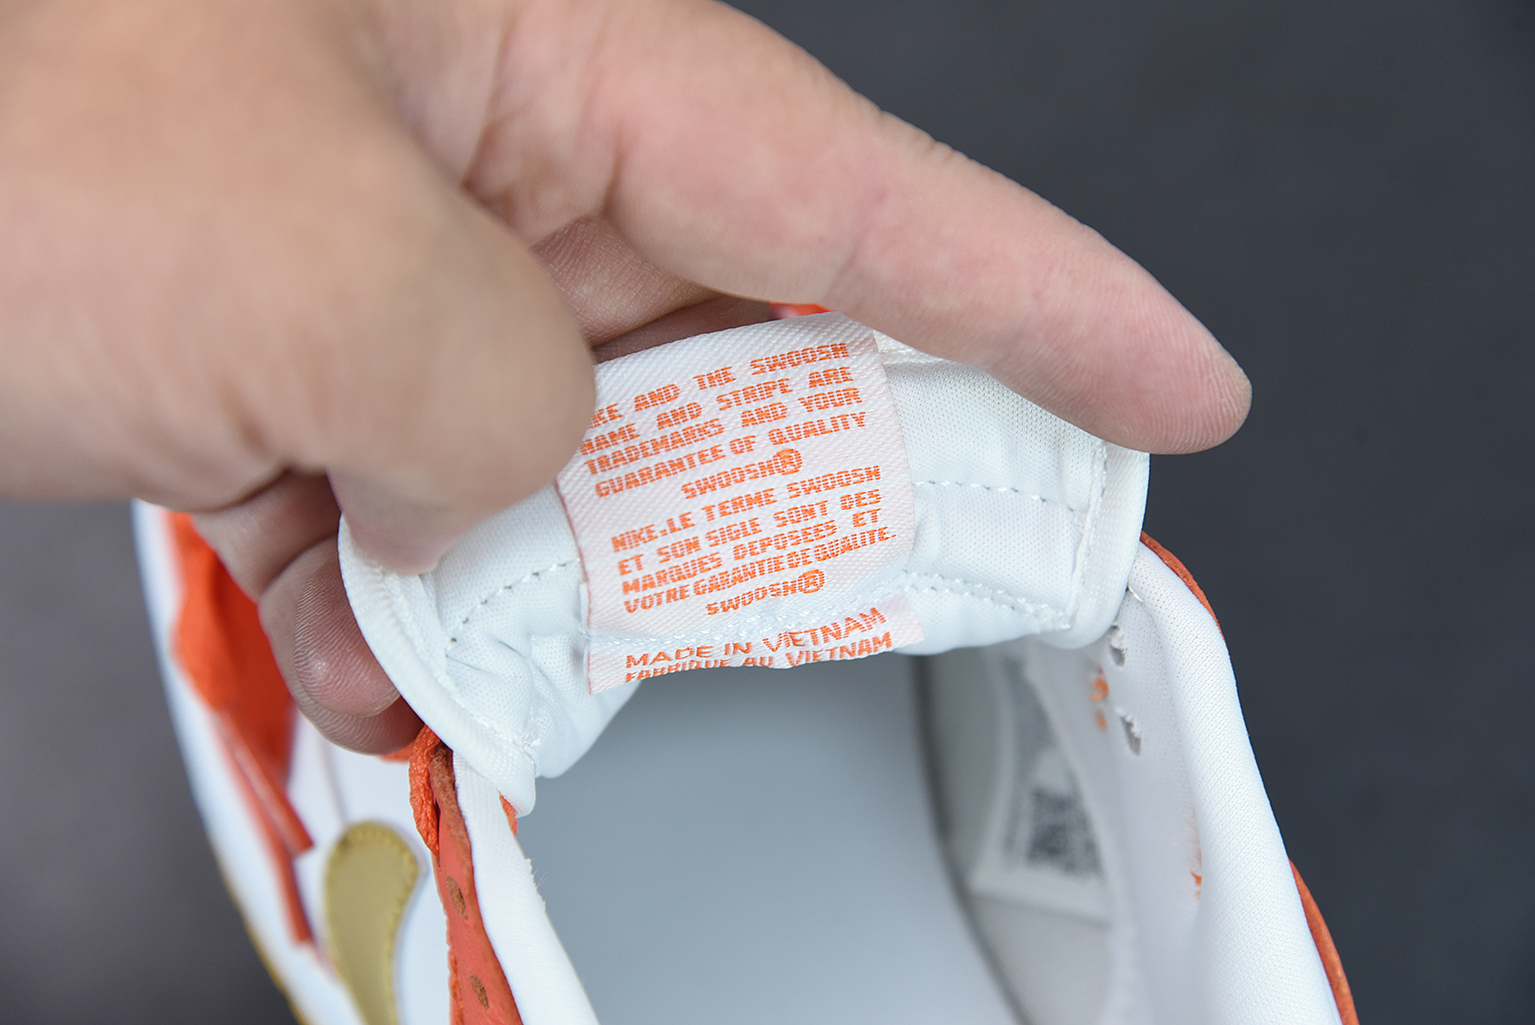 KE AND THE SWOOSH
NAME AND STRIPE ARE
TRADEMARKS AND YOUR
GUARANTEE OF QUALITY
SWOOSH®
NIKE.LE TERME SWOOSH
ET SON SIGLE SONT DES
MARQUES DEPOSEES ET
VOTRE GARANTIE DE QUALITE.
SWOOSH®
MADE IN VIETNAM
FABRIQUE AU VIETNAM